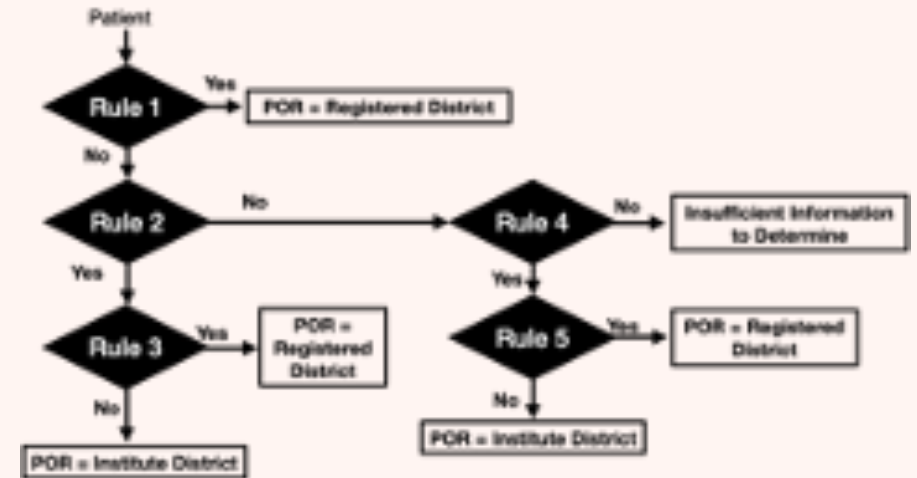 Patient
Rule 1
Yes
POR = Registered District
No
Rule 2
No
Rule 4
No
Insufficient Information
to Determine
Yes
Yes
Rule 3
Yes
POR =
Registered
District
Rule 5
Yes
POR = Registered
District
No
POR = Institute District
No
POR = Institute District